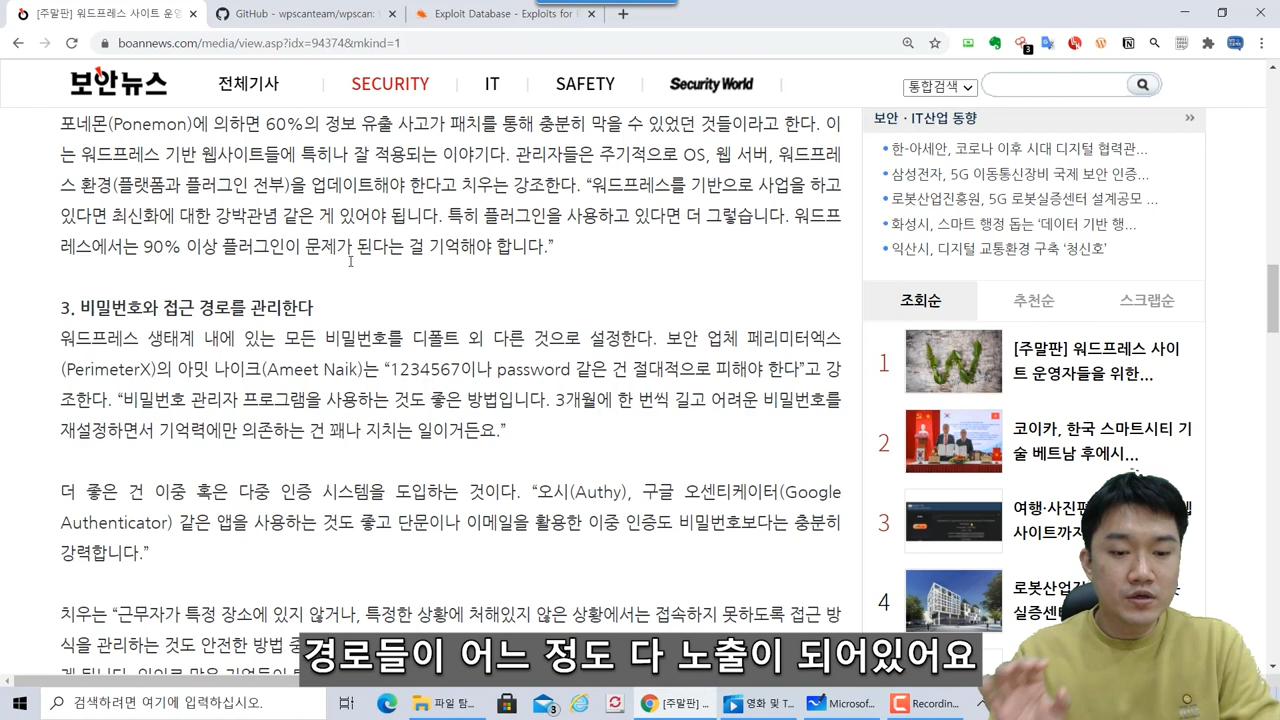 [주말판] 워드프레스 사이트 운영
GitHub - wpscanteam/wpscan:
Exploit Database - Exploits for
boannews.com/media/view.asp?idx=94374&mkind=1
3
보안뉴스
전체기사
SECURITY
IT
SAFETY
Security World
통합검색
포네몬(Ponemon)에 의하면 60%의 정보 유출 사고가 패치를 통해 충분히 막을 수 있었던 것들이라고 한다. 이
는 워드프레스 기반 웹사이트들에 특히나 잘 적용되는 이야기다. 관리자들은 주기적으로 OS, 웹 서버, 워드프레
스 환경(플랫폼과 플러그인 전부)을 업데이트해야 한다고 치우는 강조한다. “워드프레스를 기반으로 사업을 하고
있다면 최신화에 대한 강박관념 같은 게 있어야 됩니다. 특히 플러그인을 사용하고 있다면 더 그렇습니다. 워드프
레스에서는 90% 이상 플러그인이 문제가 된다는 걸 기억해야 합니다.”
3. 비밀번호와 접근 경로를 관리한다
워드프레스 생태계 내에 있는 모든 비밀번호를 디폴트 외 다른 것으로 설정한다. 보안 업체 페리미터엑스
(PerimeterX)의 아밋 나이크(Ameet Naik)는 “1234567이나 password 같은 건 절대적으로 피해야 한다”고 강
조한다. “비밀번호 관리자 프로그램을 사용하는 것도 좋은 방법입니다. 3개월에 한 번씩 길고 어려운 비밀번호를
재설정하면서 기억력에만 의존하는 건 꽤나 지치는 일이거든요.”
더 좋은 건 이중 혹은 다중 인증 시스템을 도입하는 것이다. “오시(Authy), 구글 오센티케이터(Google
Authenticator) 같은 앱을 사용하는 것도 좋고 단문이나 이메일을 활용한 이중 인증도 비밀번호보다는 충분히
강력합니다.”
치우는 “근무자가 특정 장소에 있지 않거나, 특정한 상황에 처해있지 않은 상황에서는 접속하지 못하도록 접근 방
식을 관리하는 것도 안전한 방법
보안·IT산업 동향
한-아세안, 코로나 이후 시대 디지털 협력관...
삼성전자, 5G 이동통신장비 국제 보안 인증...
로봇산업진흥원, 5G 로봇실증센터 설계공모 ...
화성시, 스마트 행정 돕는 ‘데이터 기반 행...
익산시, 디지털 교통환경 구축 ‘청신호’
조회순
추천순
스크랩순
1
[주말판] 워드프레스 사이
트 운영자들을 위한...
2
코이카, 한국 스마트시티 기
술 베트남 후에시...
3
여행·사진
사이트까지
4
로봇산업
실증센
경로들이 어느 정도 다 노출이 되어있어요
검색하려면 여기에 입력하십시오.
3
파일 탐...
[주말판] ...
영화 및 T...
Microsof...
Recording...